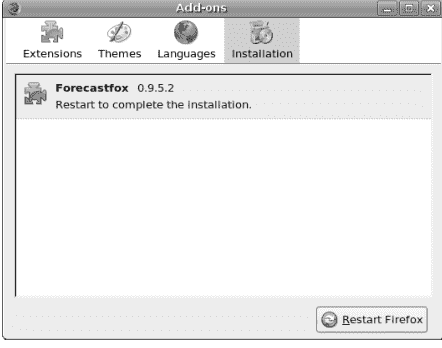 Add-ons
Extensions Themes Languages Installation
Forecastfox 0.9.5.2
Restart to complete the installation.
Restart Firefox